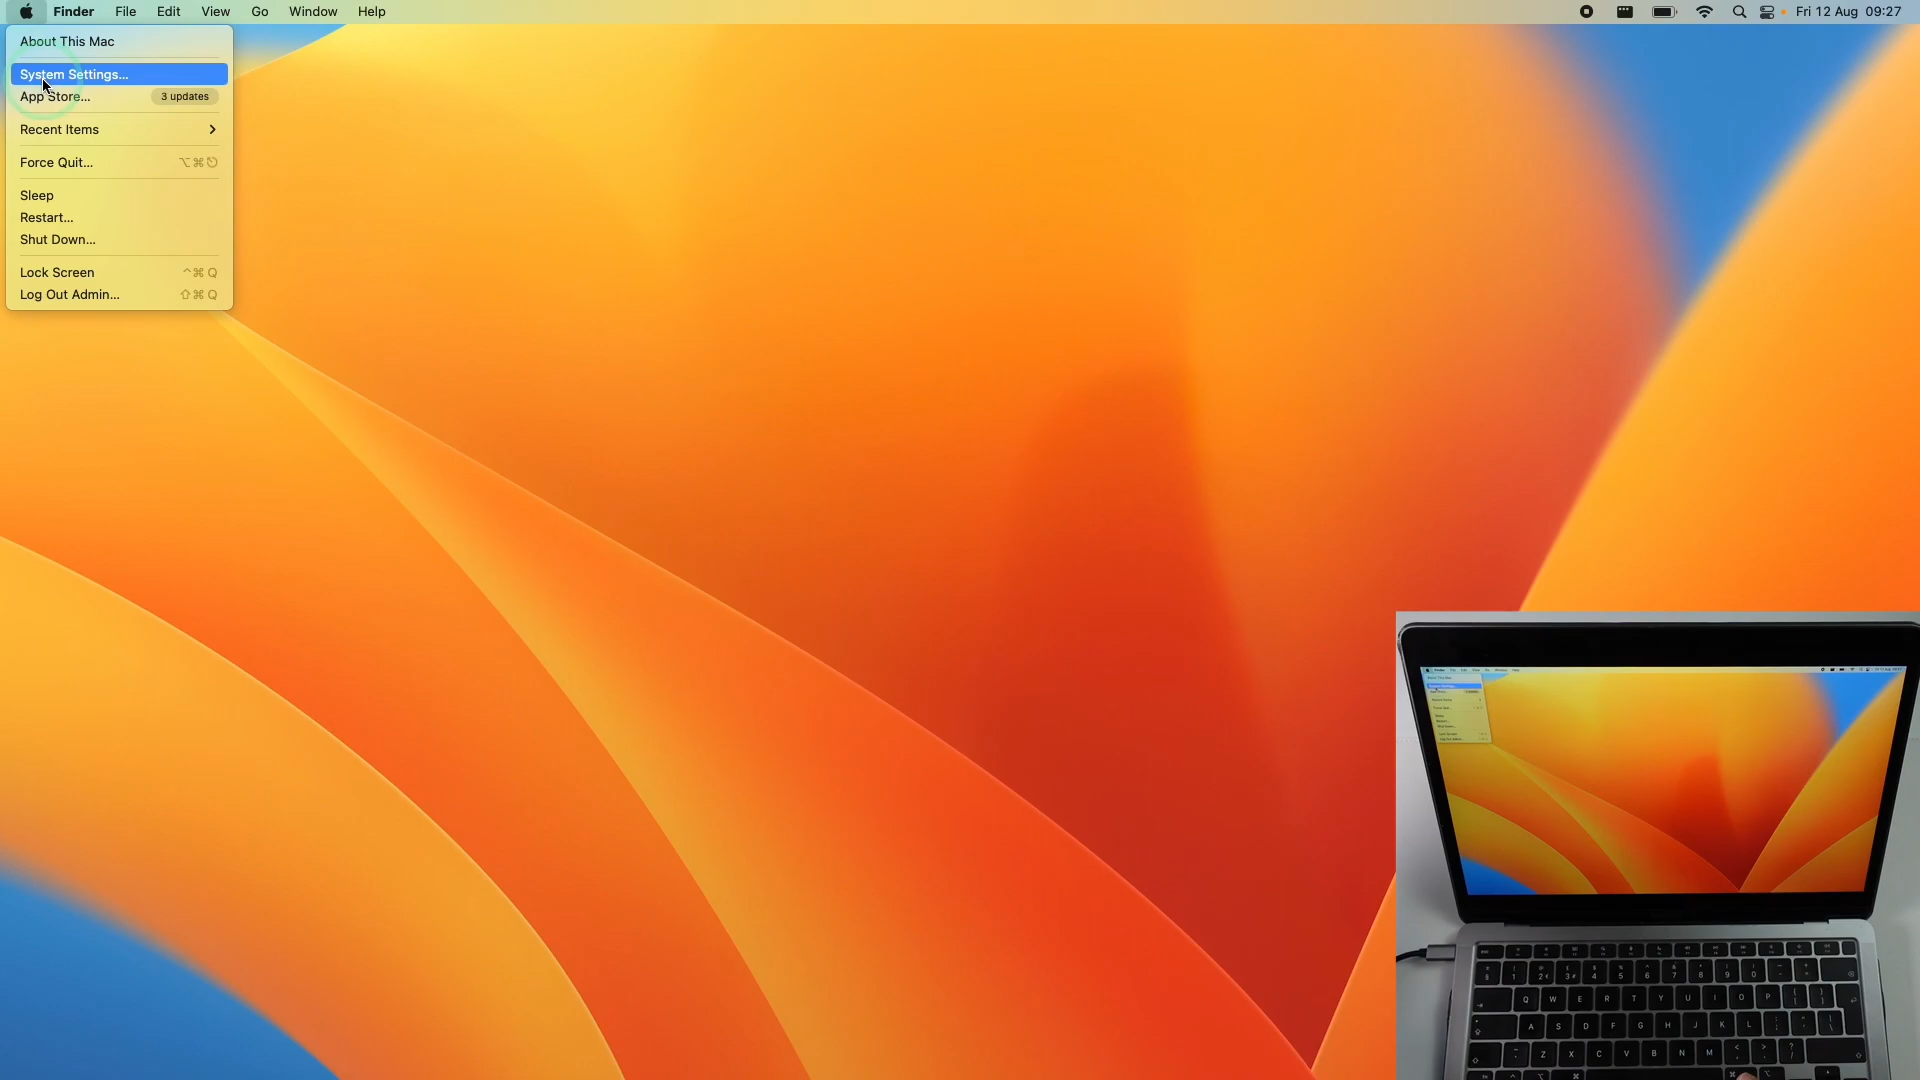 Finder File Edit View Go Window Help Fri 12 Aug 09:27
About This Mac
System Settings...
App Store... 3 updates
Recent Items
Force Quit... ⌥⌘⎋
Sleep
Restart...
Shut Down...
Lock Screen ^⌘Q
Log Out Admin... ⇧⌘Q
Q W E R T Y U I O P
A S D F G H J K L
Z X C V B N M